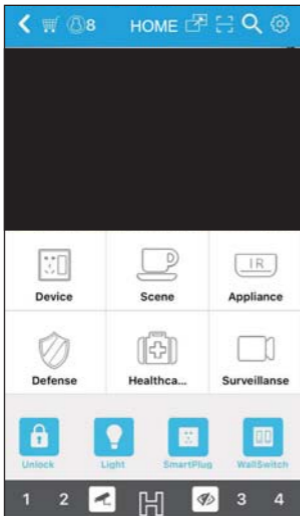 8 HOME
IR
Device Scene Appliance
Defense Healthca... Surveillanse
Unlock Light SmartPlug WallSwitch
1 2 H 3 4